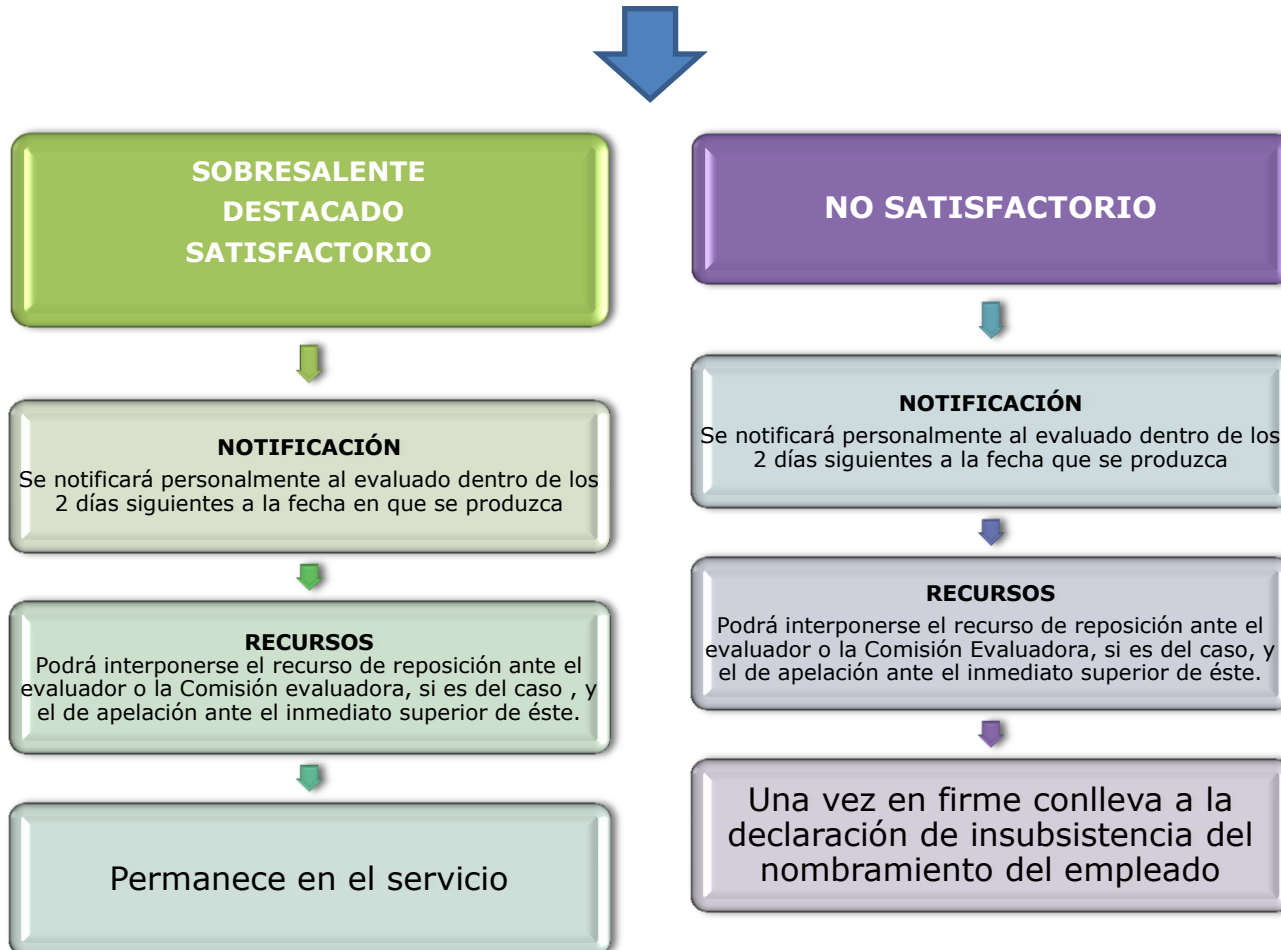 SOBRESALENTE
DESTACADO
SATISFACTORIO
NOTIFICACIÓN
Se notificará personalmente al evaluado dentro de los
2 días siguientes a la fecha en que se produzca
RECURSOS
Podrá interponerse el recurso de reposición ante el
evaluador o la Comisión evaluadora, si es del caso , y
el de apelación ante el inmediato superior de éste.
Permanece en el servicio
NO SATISFACTORIO
NOTIFICACIÓN
Se notificará personalmente al evaluado dentro de los
2 días siguientes a la fecha que se produzca
RECURSOS
Podrá interponerse el recurso de reposición ante el
evaluador o la Comisión Evaluadora, si es del caso, y
el de apelación ante el inmediato superior de éste.
Una vez en firme conlleva a la
declaración de insubsistencia del
nombramiento del empleado